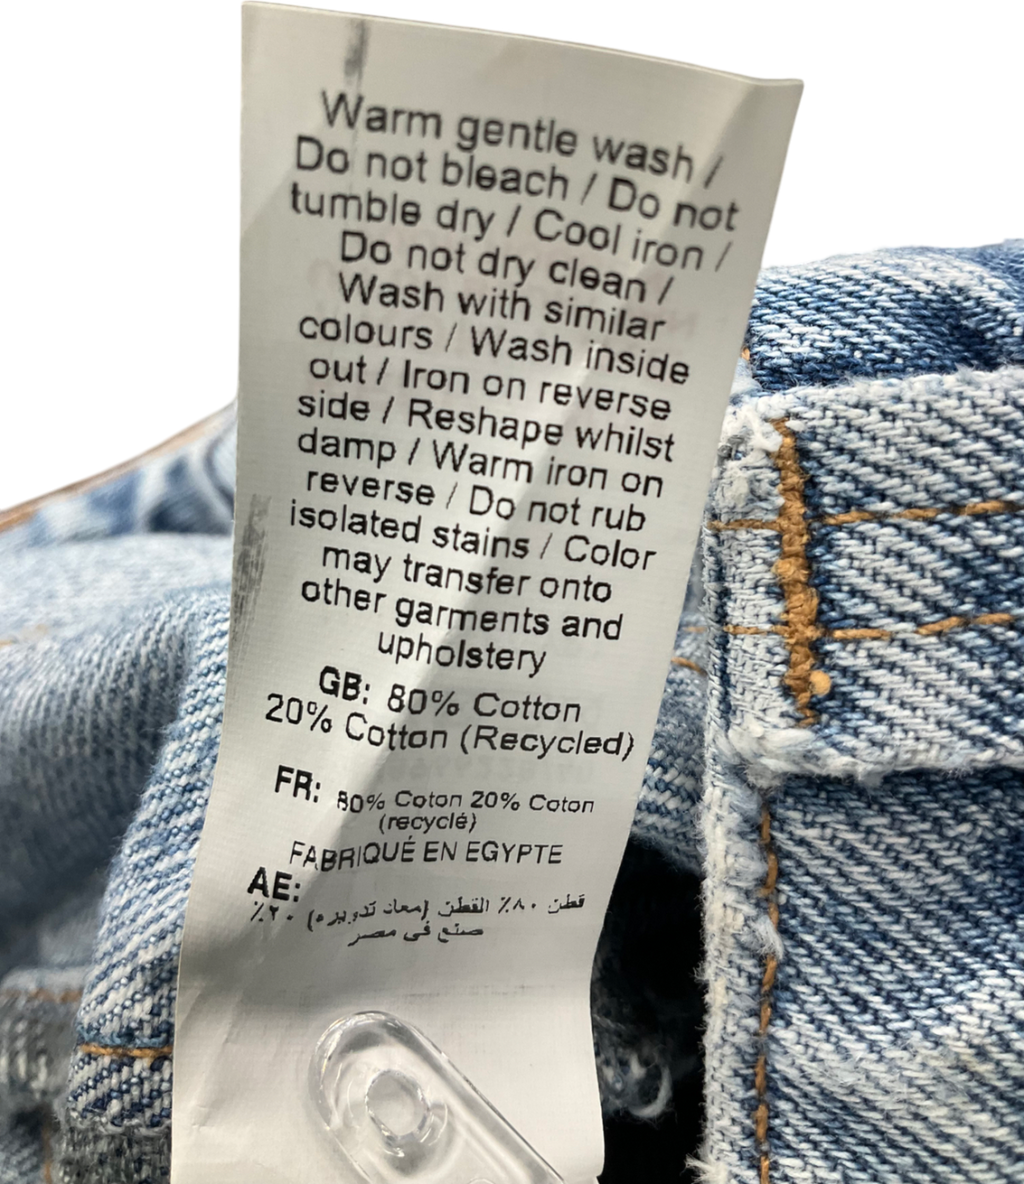 Warm gentle wash /
Do not bleach / Do not
tumble dry / Cool iron /
Do not dry clean /
Wash with similar
colours / Wash inside
out / Iron on reverse
side / Reshape whilst
damp / Warm iron on
reverse / Do not rub
isolated stains / Color
may transfer onto
other garments and
upholstery
GB: 80% Cotton
20% Cotton (Recycled)
FR: 80% Coton 20% Coton
(recyclé)
FABRIQUÉ EN EGYPTE
AE:
قطن ٨٠٪ القطن (معاد تدويره) ٢٠٪
صنع في مصر